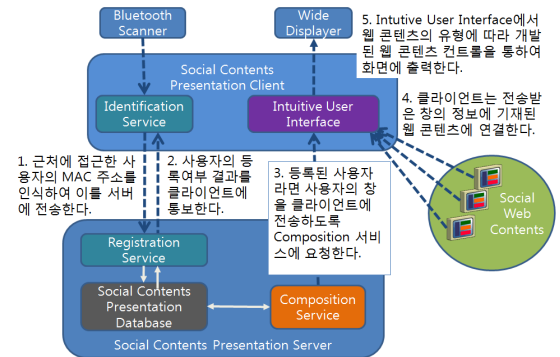 Bluetooth
Scanner
Wide
Displayer
5. Intutive User Interface에서
웹 콘텐츠의 유형에 따라 개발
된 웹 콘텐츠 컨트롤을 통하여
화면에 출력한다.
Social Contents
Presentation Client
Identification
Service
Intuitive User
Interface
4. 클라이언트는 전송받
은 창의 정보에 기재된
웹 콘텐츠에 연결한다.
1. 근처에 접근한 사
용자의 MAC 주소를
인식하여 이를 서버
에 전송한다.
2. 사용자의 등
록여부 결과를
클라이언트에
통보한다.
3. 등록된 사용자
라면 사용자의 창
을 클라이언트에
전송하도록
Composition 서비
스에 요청한다.
Social
Web
Contents
Registration
Service
Social Contents
Presentation
Database
Composition
Service
Social Contents Presentation Server